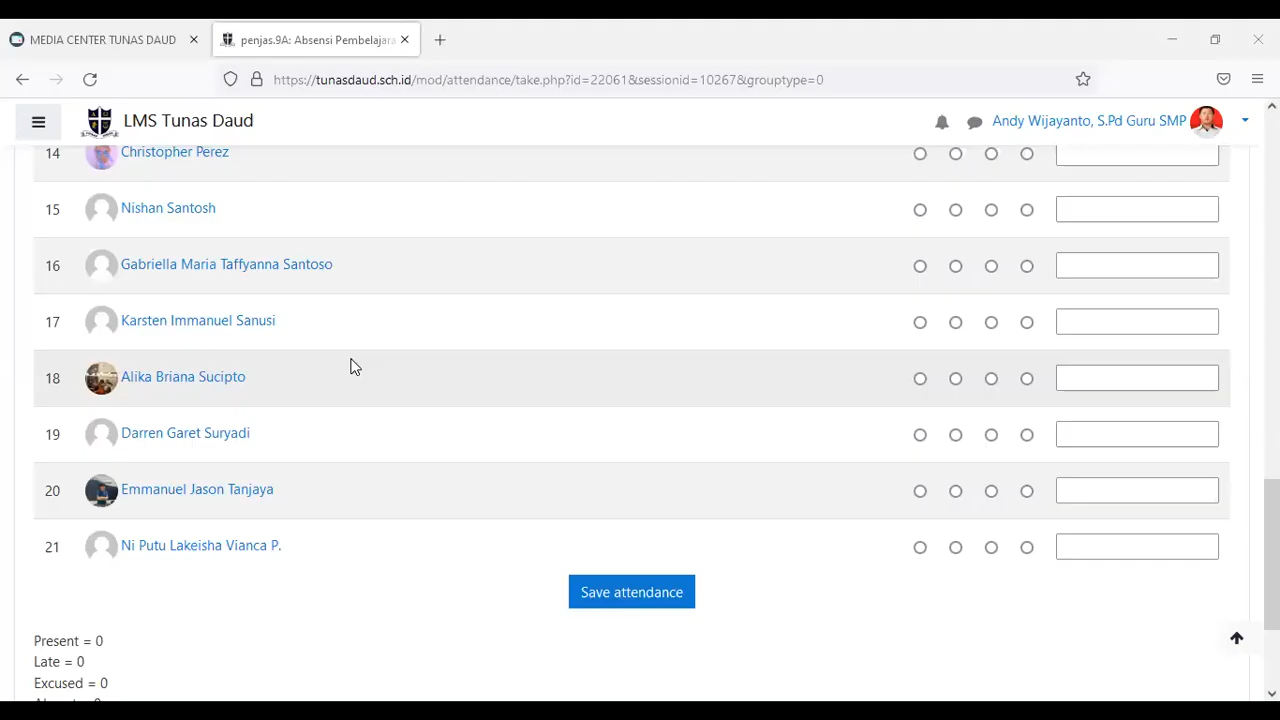 MEDIA CENTER TUNAS DAUD
penjas.9A: Absensi Pembelajara
https://tunasdaud.sch.id/mod/attendance/take.php?id=22061&sessionid=10267&grouptype=0
LMS Tunas Daud
Andy Wijayanto, S.Pd Guru SMP
14 Christopher Perez
15 Nishan Santosh
16 Gabriella Maria Taffyanna Santoso
17 Karsten Immanuel Sanusi
18 Alika Briana Sucipto
19 Darren Garet Suryadi
20 Emmanuel Jason Tanjaya
21 Ni Putu Lakeisha Vianca P.
Save attendance
Present = 0
Late = 0
Excused = 0